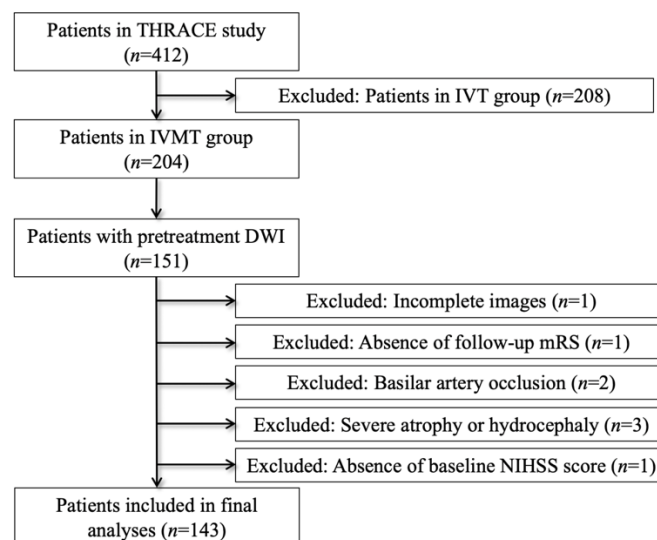 Patients in THRACE study
(n=412)
Excluded: Patients in IVT group (n=208)
Patients in IVMT group
(n=204)
Patients with pretreatment DWI
(n=151)
Excluded: Incomplete images (n=1)
Excluded: Absence of follow-up mRS (n=1)
Excluded: Basilar artery occlusion (n=2)
Excluded: Severe atrophy or hydrocephaly (n=3)
Excluded: Absence of baseline NIHSS score (n=1)
Patients included in final
analyses (n=143)